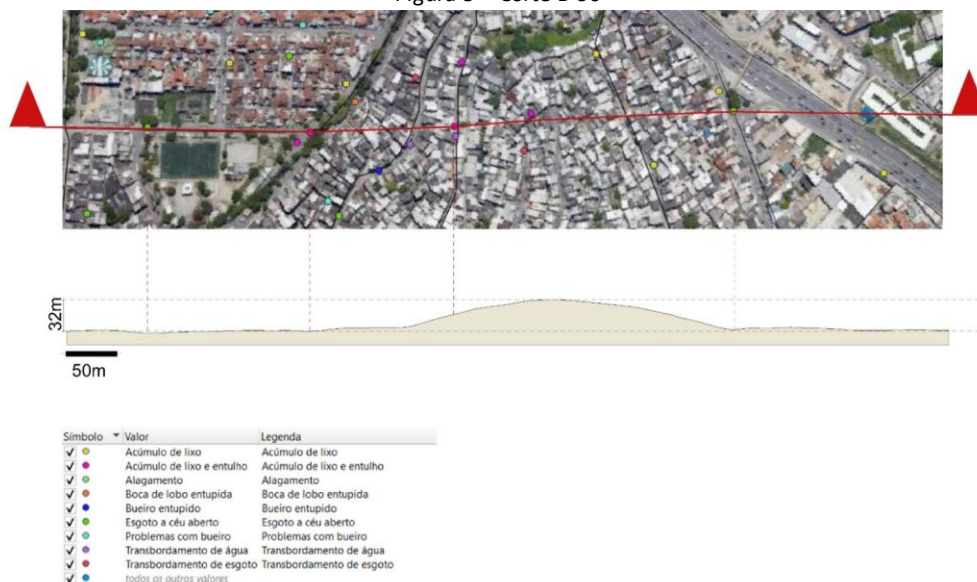 32m
50m
Símbolo Valor Legenda
Acúmulo de lixo Acúmulo de lixo
Acúmulo de lixo e entulho Acúmulo de lixo e entulho
Alagamento Alagamento
Boca de lobo entupida Boca de lobo entupida
Bueiro entupido Bueiro entupido
Esgoto a céu aberto Esgoto a céu aberto
Problemas com bueiro Problemas com bueiro
Transbordamento de água Transbordamento de água
Transbordamento de esgoto Transbordamento de esgoto
todos os outros valores